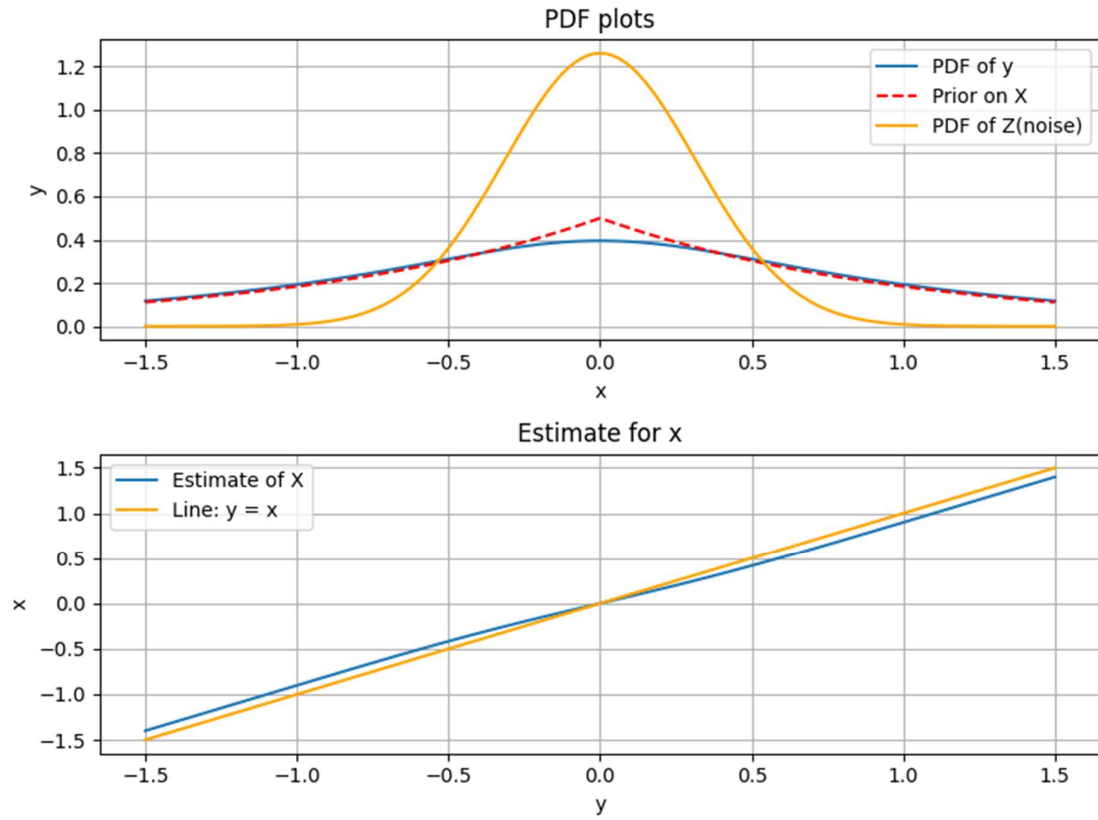 PDF plots
1.2
1.0
0.8
0.6
0.4
0.2
0.0
y
PDF of y
Prior on X
PDF of Z(noise)
−1.5 −1.0 −0.5 0.0 0.5 1.0 1.5
x
Estimate for x
1.5
1.0
0.5
0.0
−0.5
−1.0
−1.5
x
Estimate of X
Line: y = x
−1.5 −1.0 −0.5 0.0 0.5 1.0 1.5
y